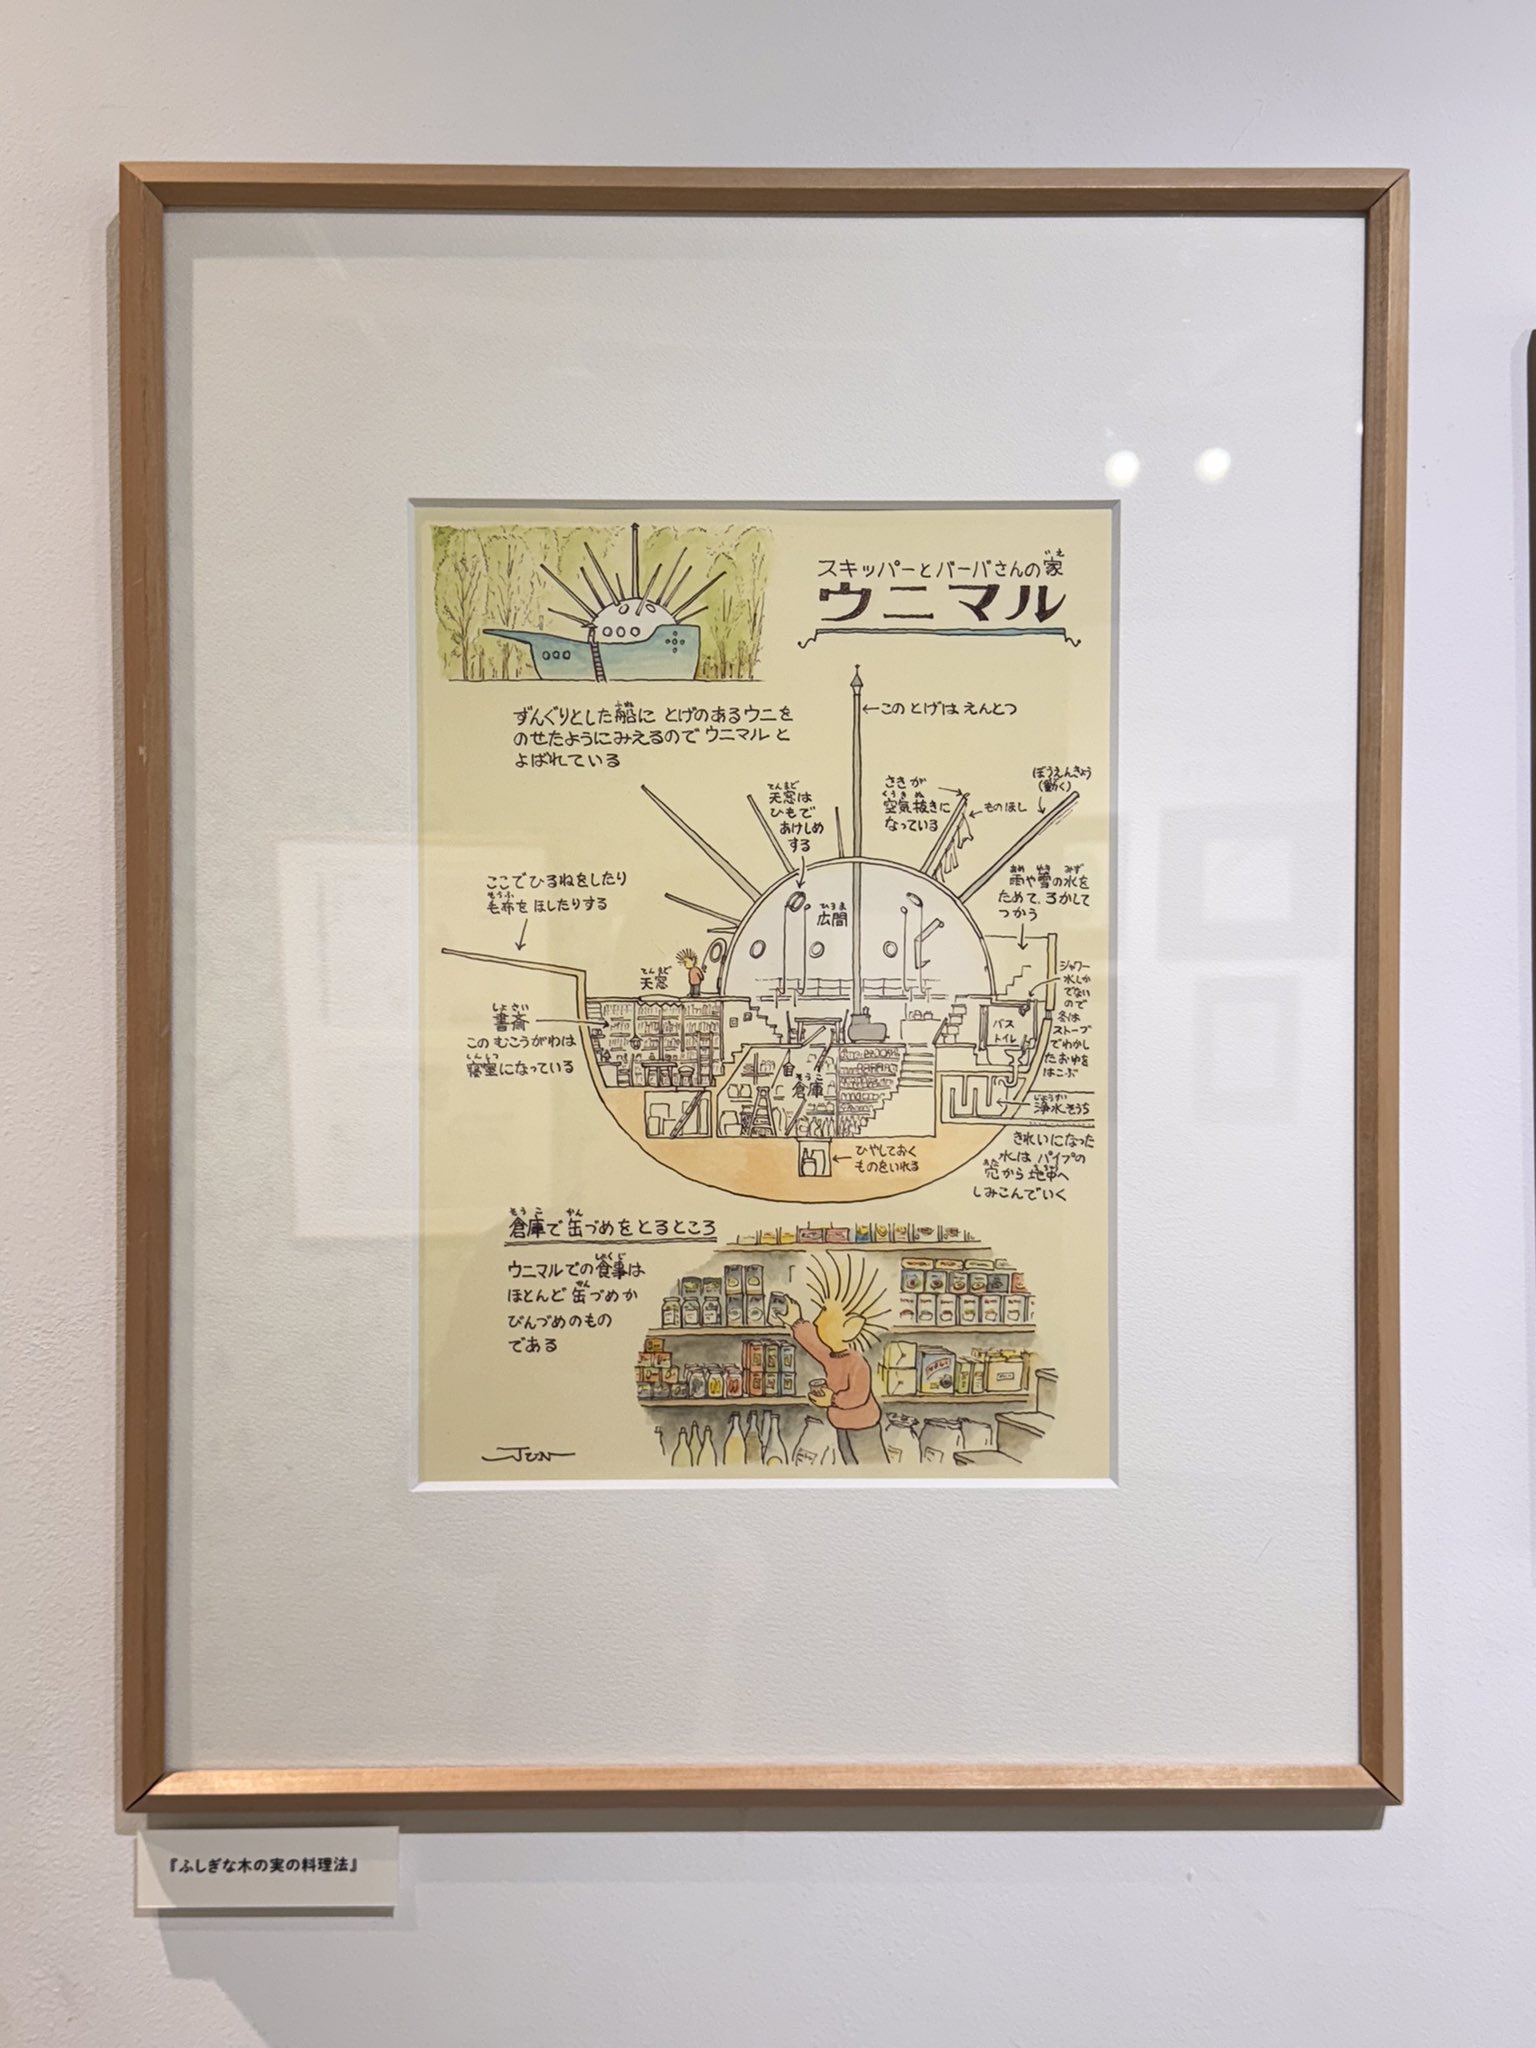 スキッパーとバーバさんの家
ウニマル
ずんぐりとした船に とげのあるウニを
のせたようにみえるので ウニマル と
よばれている
←このとげは えんとつ
天窓は
ひもで
あけしめ
する
さきが
空気抜きに
なっている
←ものほし
ぼうえんきょう
(動く)
雨や雪の水を
ためて、ろかして
つかう
ここでひるねをしたり
毛布をほしたりする
広間
天窓
書斎
このむこうがわは
寝室になっている
倉庫
バス
トイレ
シャワー
水しか
でない
ので
冬は
ストーブ
でわかし
たおゆを
はこぶ
浄水そうち
きれいになった
水は パイプの
穴から地中へ
しみこんでいく
←ひやしておく
ものをいれる
倉庫で缶づめをとるところ
ウニマルでの食事は
ほとんど缶づめか
びんづめのもの
である
JUN
『ふしぎな木の実の料理法』